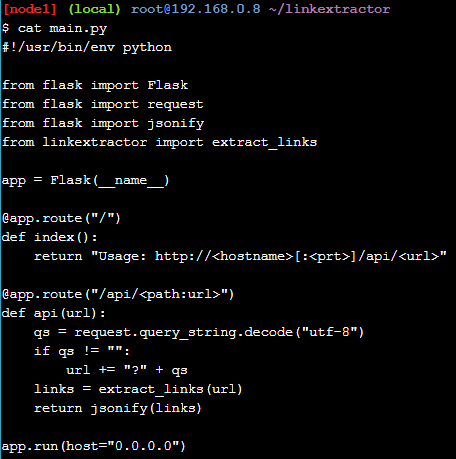 [node1] (local) root@192.168.0.8 ~/linkextractor
$ cat main.py
#!/usr/bin/env python

from flask import Flask
from flask import request
from flask import jsonify
from linkextractor import extract_links

app = Flask(__name__)

@app.route("/")
def index():
    return "Usage: http://<hostname>[:<prt>]/api/<url>"

@app.route("/api/<path:url>")
def api(url):
    qs = request.query_string.decode("utf-8")
    if qs != "":
        url += "?" + qs
    links = extract_links(url)
    return jsonify(links)

app.run(host="0.0.0.0")